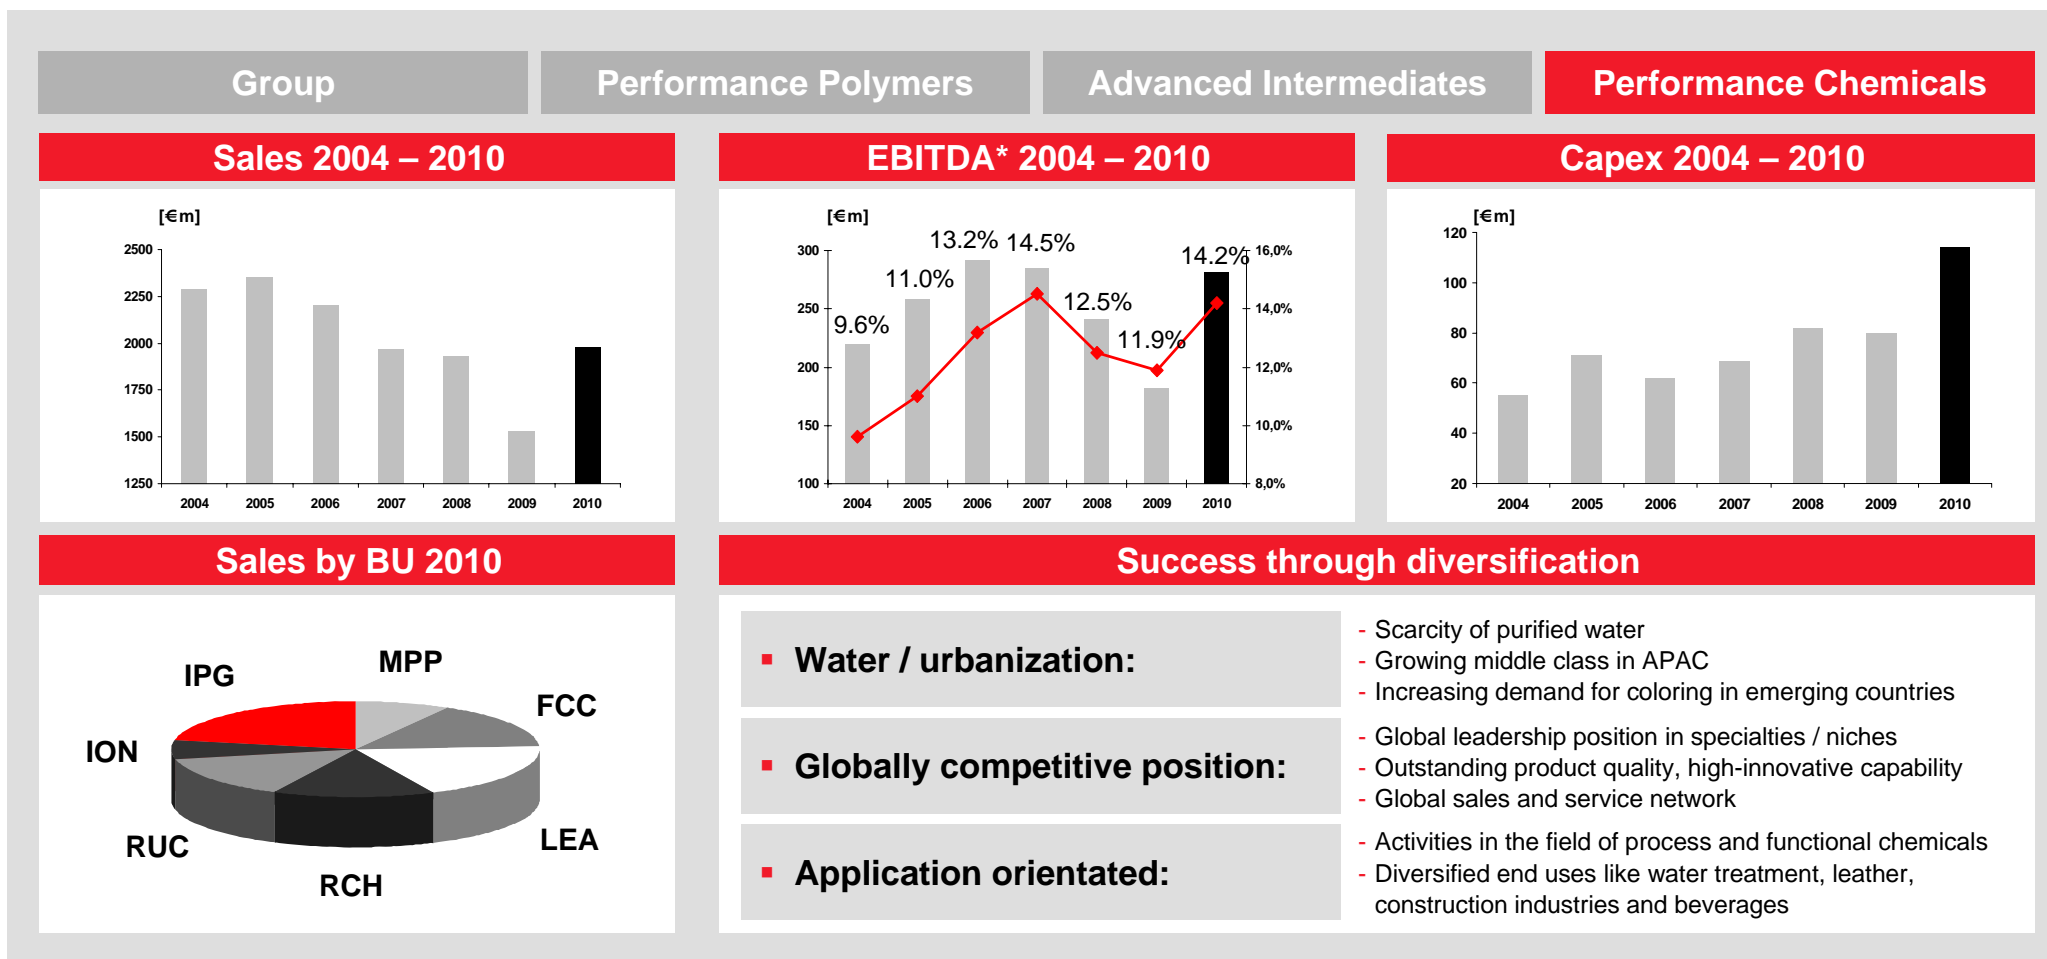 Group
Performance Polymers
Advanced Intermediates
Performance Chemicals
Sales 2004 – 2010
[€m]
2500
2250
2000
1750
1500
1250
2004 2005 2006 2007 2008 2009 2010
EBITDA* 2004 – 2010
[€m]
300
250
200
150
100
9.6%
11.0%
13.2%
14.5%
12.5%
11.9%
14.2%
16,0%
14,0%
12,0%
10,0%
8,0%
2004 2005 2006 2007 2008 2009 2010
Capex 2004 – 2010
[€m]
120
100
80
60
40
20
2004 2005 2006 2007 2008 2009 2010
Sales by BU 2010
MPP
FCC
LEA
RCH
RUC
ION
IPG
Success through diversification
▪ Water / urbanization:
- Scarcity of purified water
- Growing middle class in APAC
- Increasing demand for coloring in emerging countries
▪ Globally competitive position:
- Global leadership position in specialties / niches
- Outstanding product quality, high-innovative capability
- Global sales and service network
▪ Application orientated:
- Activities in the field of process and functional chemicals
- Diversified end uses like water treatment, leather,
construction industries and beverages